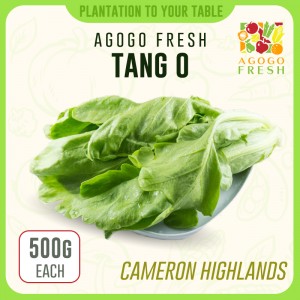 PLANTATION TO YOUR TABLE
AGOGO FRESH
TANG O
AGOGO
FRESH
500G
EACH
CAMERON HIGHLANDS